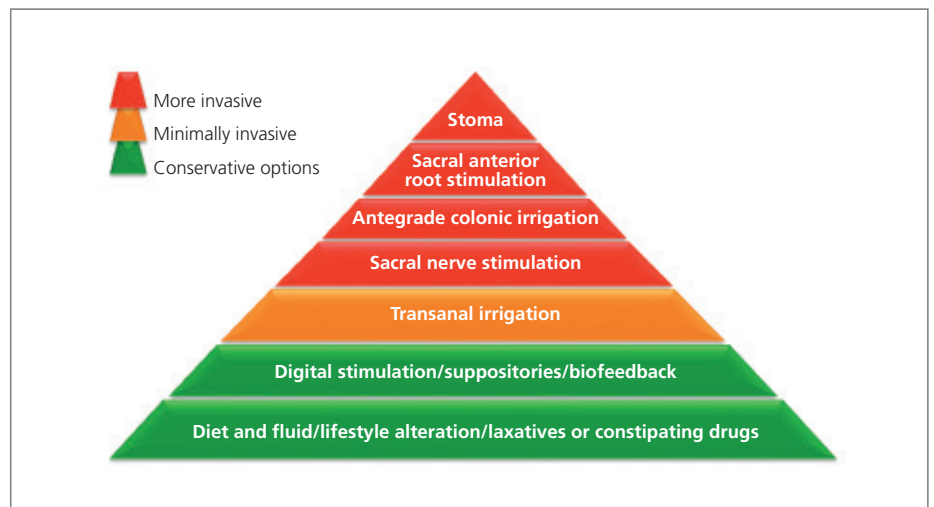 More invasive
Minimally invasive
Conservative options
Stoma
Sacral anterior
root stimulation
Antegrade colonic irrigation
Sacral nerve stimulation
Transanal irrigation
Digital stimulation/suppositories/biofeedback
Diet and fluid/lifestyle alteration/laxatives or constipating drugs